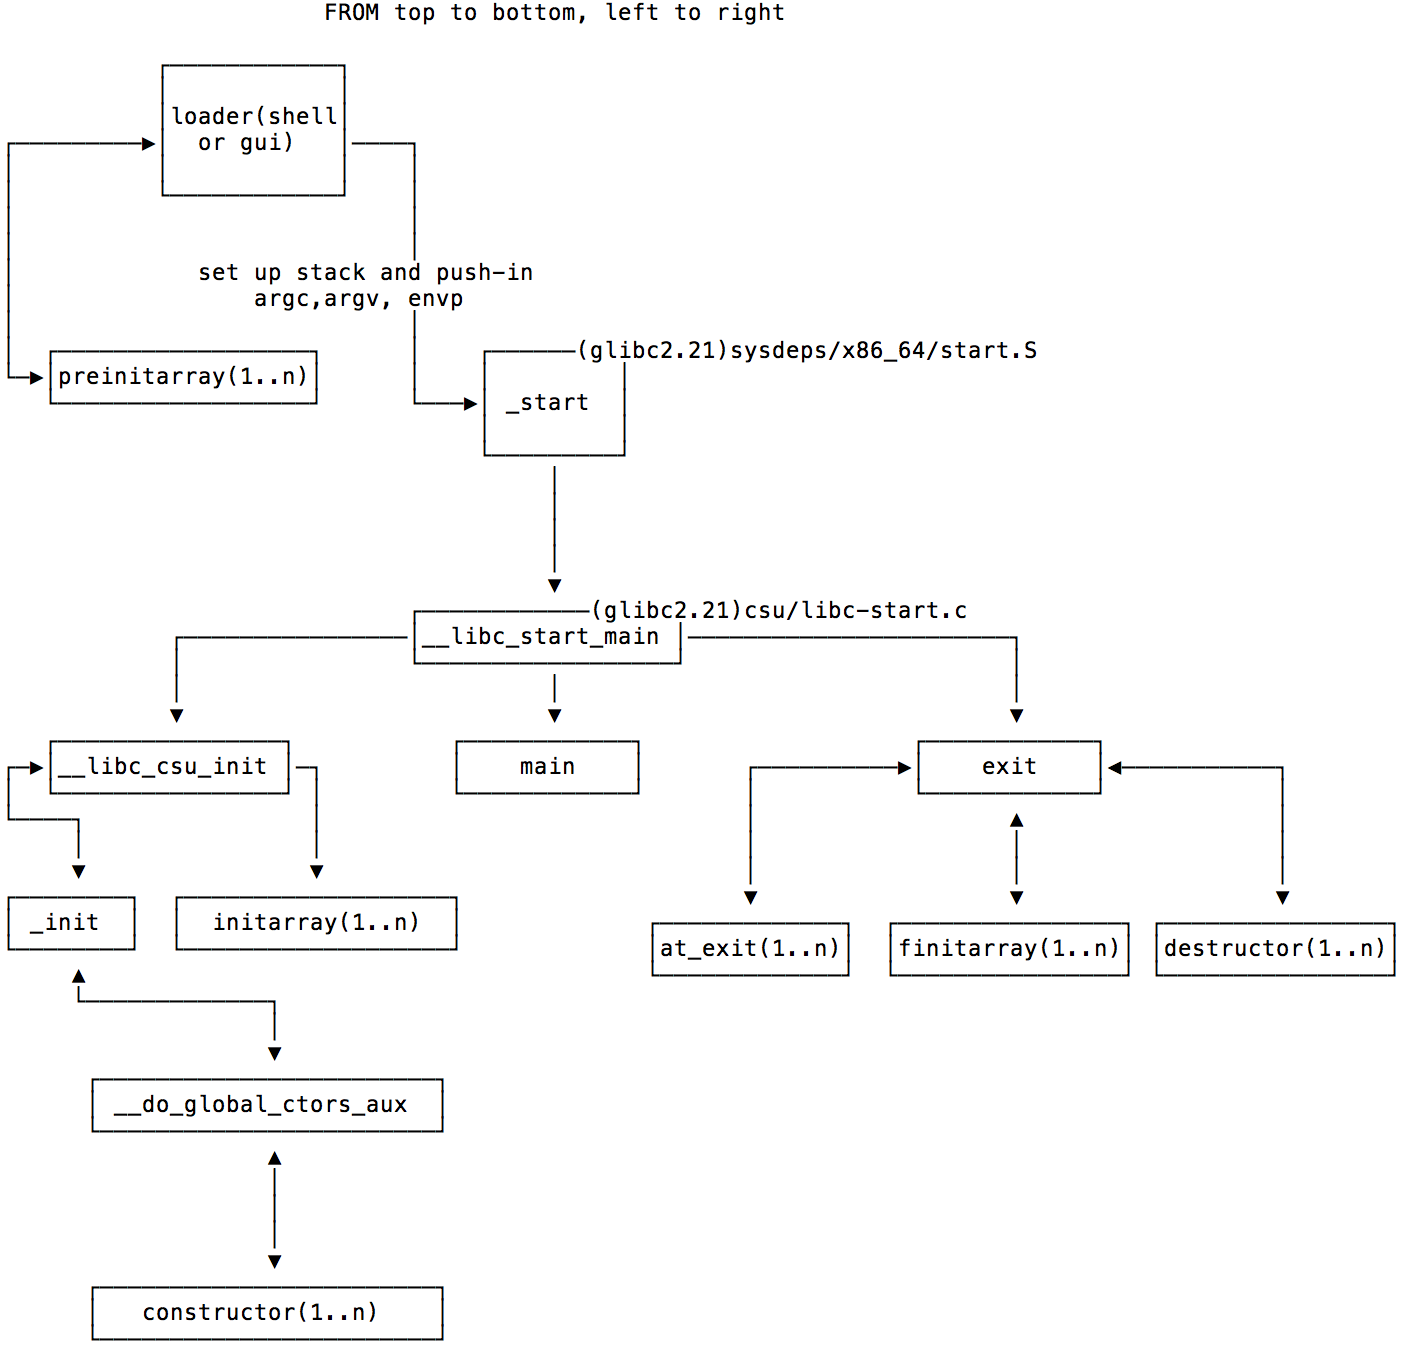 FROM top to bottom, left to right
loader(shell
or gui)
set up stack and push-in
argc,argv, envp
(glibc2.21)sysdeps/x86_64/start.S
preinitarray(1..n)
_start
(glibc2.21)csu/libc-start.c
__libc_start_main
__libc_csu_init
main
exit
_init
initarray(1..n)
at_exit(1..n)
finitarray(1..n)
destructor(1..n)
__do_global_ctors_aux
constructor(1..n)